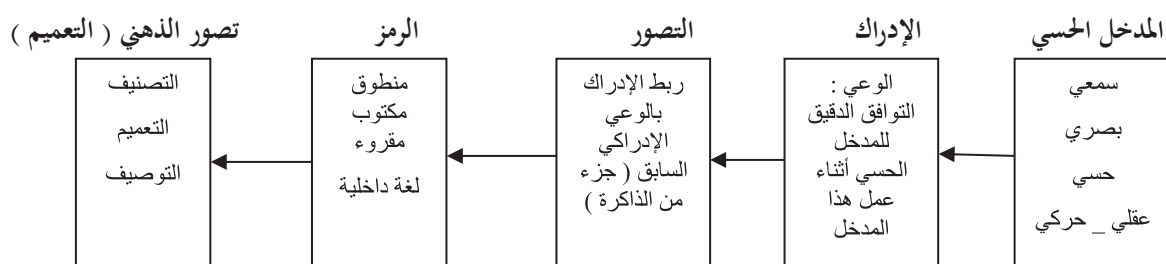 المدخل الحسي
الإدراك
التصور
الرمز
تصور الذهني ( التعميم )
سمعي
بصري
حسي
عقلي _ حركي
الوعي :
التوافق الدقيق
للمدخل
الحسي أثناء
عمل هذا
المدخل
ربط الإدراك
بالوعي
الإدراكي
السابق ( جزء
من الذاكرة )
منطوق
مكتوب
مقروء
لغة داخلية
التصنيف
التعميم
التوصيف